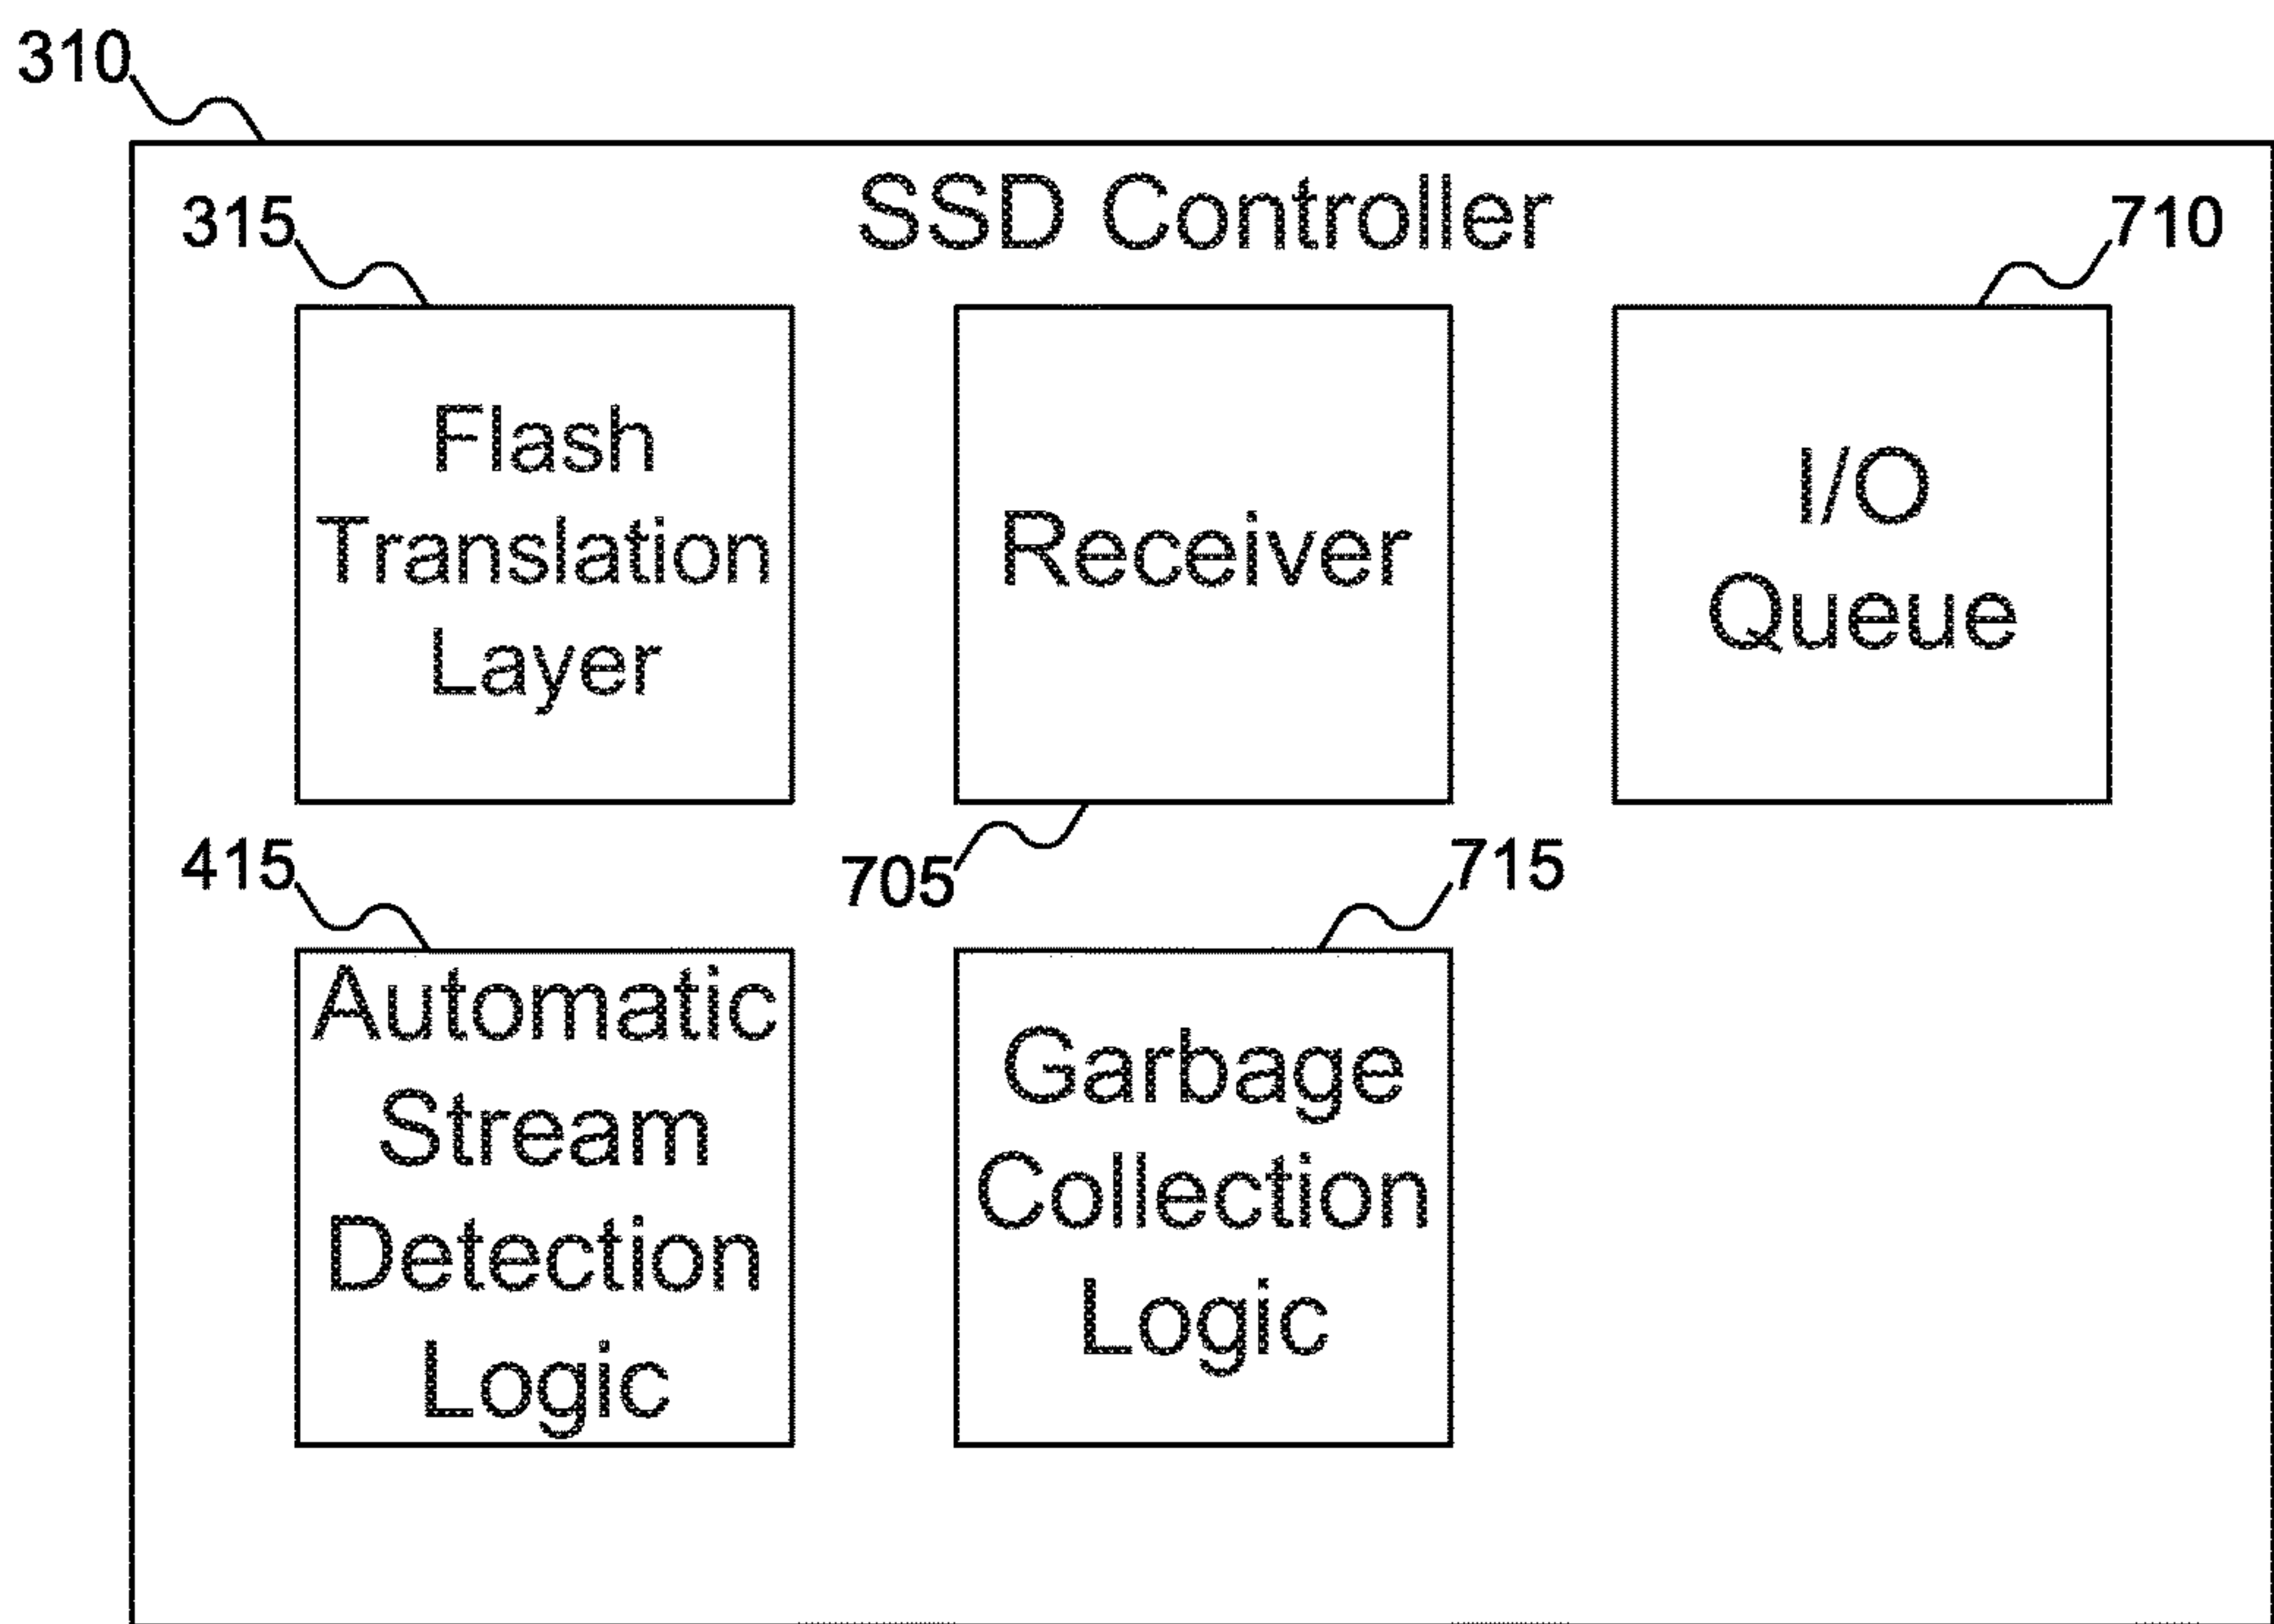 310
SSD Controller
315
710
Flash
Translation
Layer
Receiver
I/O
Queue
415
705
715
Automatic
Stream
Detection
Logic
Garbage
Collection
Logic